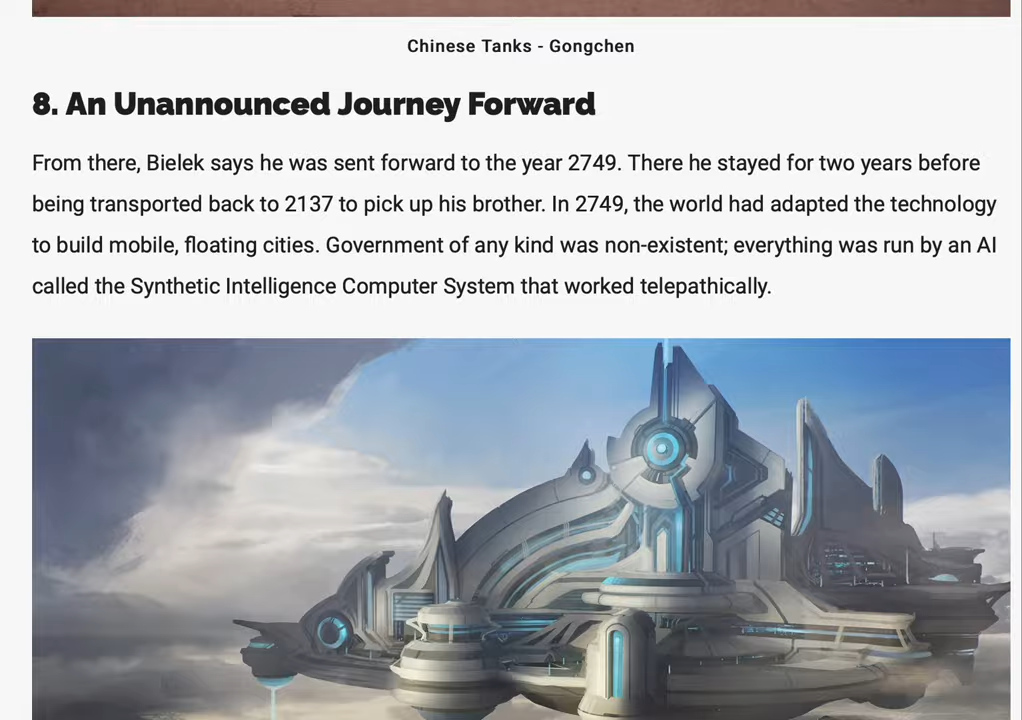 Chinese Tanks - Gongchen
8. An Unannounced Journey Forward
From there, Bielek says he was sent forward to the year 2749. There he stayed for two years before
being transported back to 2137 to pick up his brother. In 2749, the world had adapted the technology
to build mobile, floating cities. Government of any kind was non-existent; everything was run by an AI
called the Synthetic Intelligence Computer System that worked telepathically.